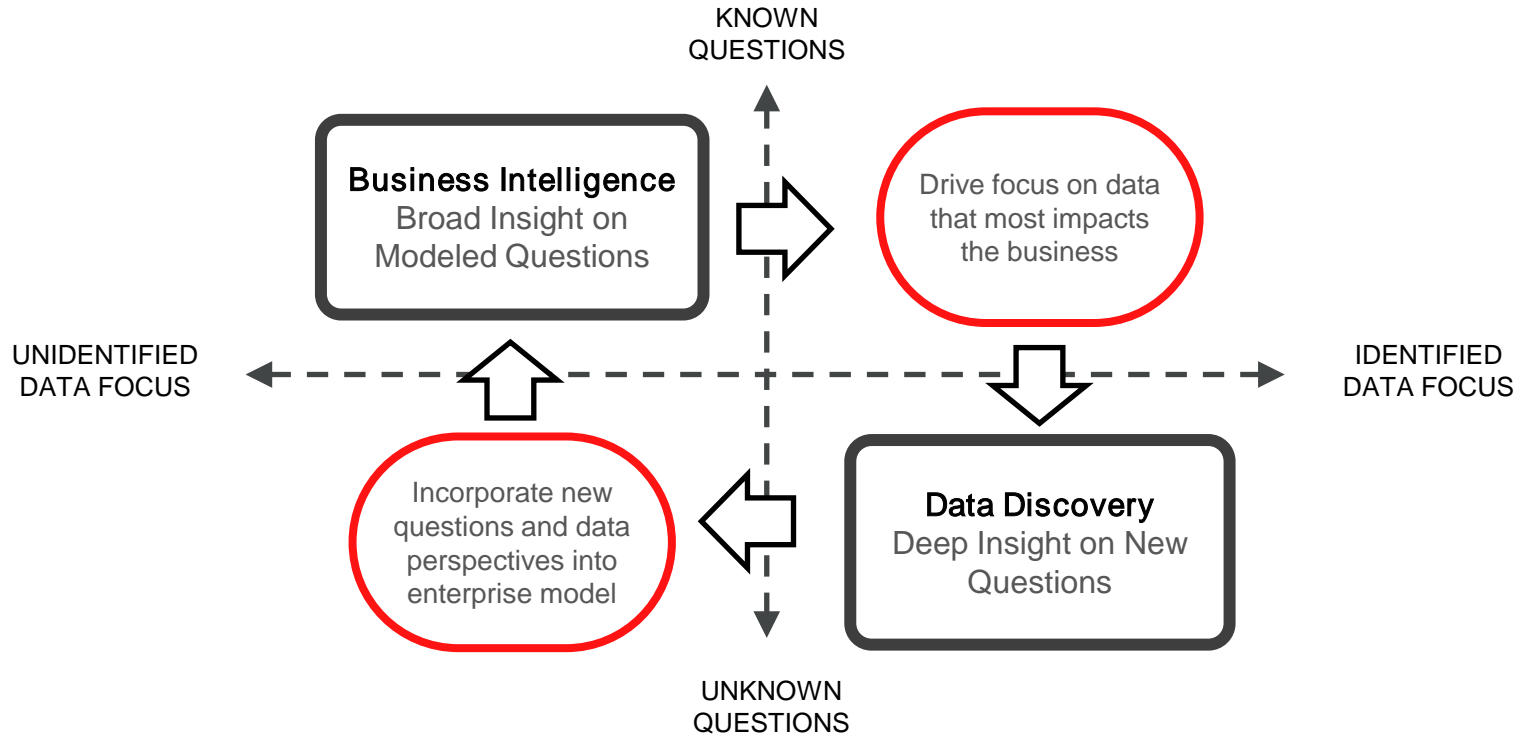 KNOWN
QUESTIONS
Business Intelligence
Broad Insight on
Modeled Questions
Drive focus on data
that most impacts
the business
UNIDENTIFIED
DATA FOCUS
IDENTIFIED
DATA FOCUS
Incorporate new
questions and data
perspectives into
enterprise model
Data Discovery
Deep Insight on New
Questions
UNKNOWN
QUESTIONS